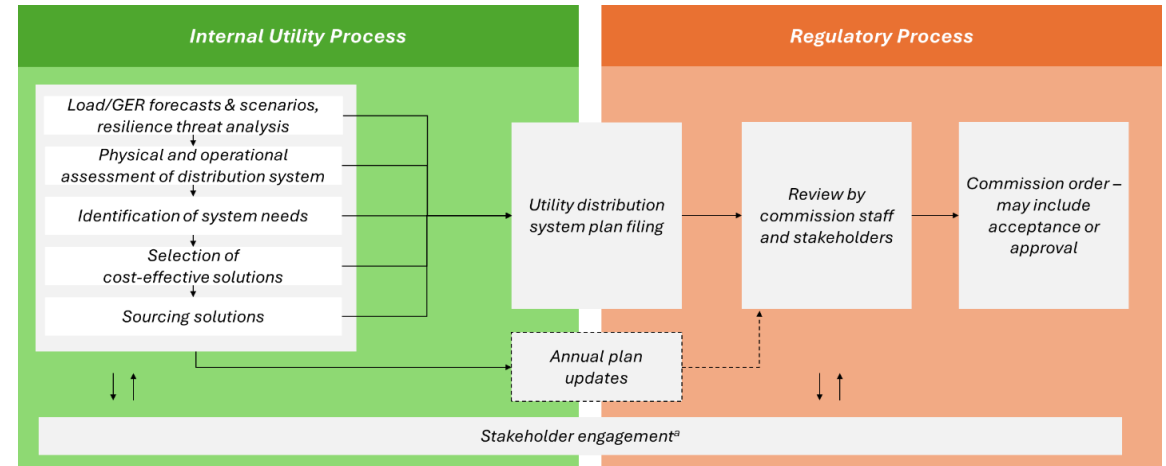 Internal Utility Process
Regulatory Process
Load/GER forecasts & scenarios,
resilience threat analysis
Physical and operational
assessment of distribution system
Identification of system needs
Selection of
cost-effective solutions
Sourcing solutions
Utility distribution
system plan filing
Review by
commission staff
and stakeholders
Commission order –
may include
acceptance or
approval
Annual plan
updates
Stakeholder engagementᵃ